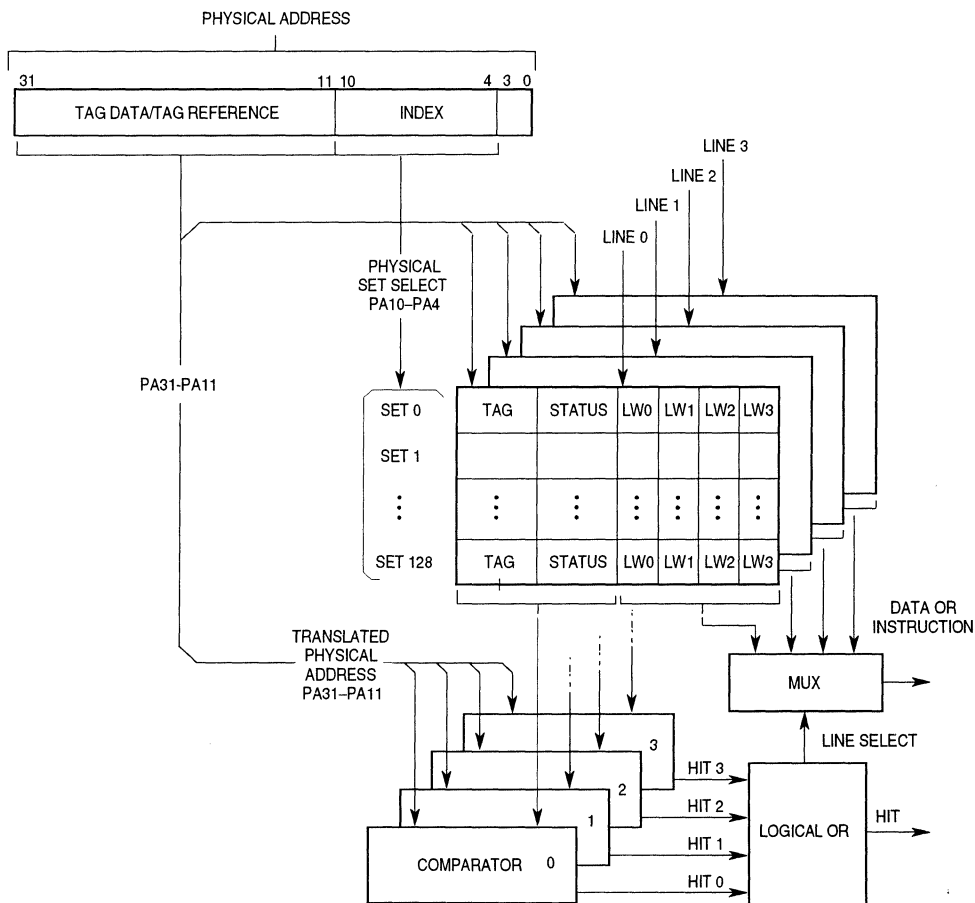 PHYSICAL ADDRESS
31 11 10 4 3 0
TAG DATA/TAG REFERENCE INDEX
LINE 3
LINE 2
LINE 1
LINE 0
PHYSICAL
SET SELECT
PA10–PA4
PA31-PA11
SET 0 TAG STATUS LW0 LW1 LW2 LW3
SET 1
SET 128 TAG STATUS LW0 LW1 LW2 LW3
DATA OR
INSTRUCTION
TRANSLATED
PHYSICAL
ADDRESS
PA31–PA11
MUX
LINE SELECT
3
2
1
COMPARATOR 0
HIT 3
HIT 2
HIT 1
HIT 0
LOGICAL OR
HIT